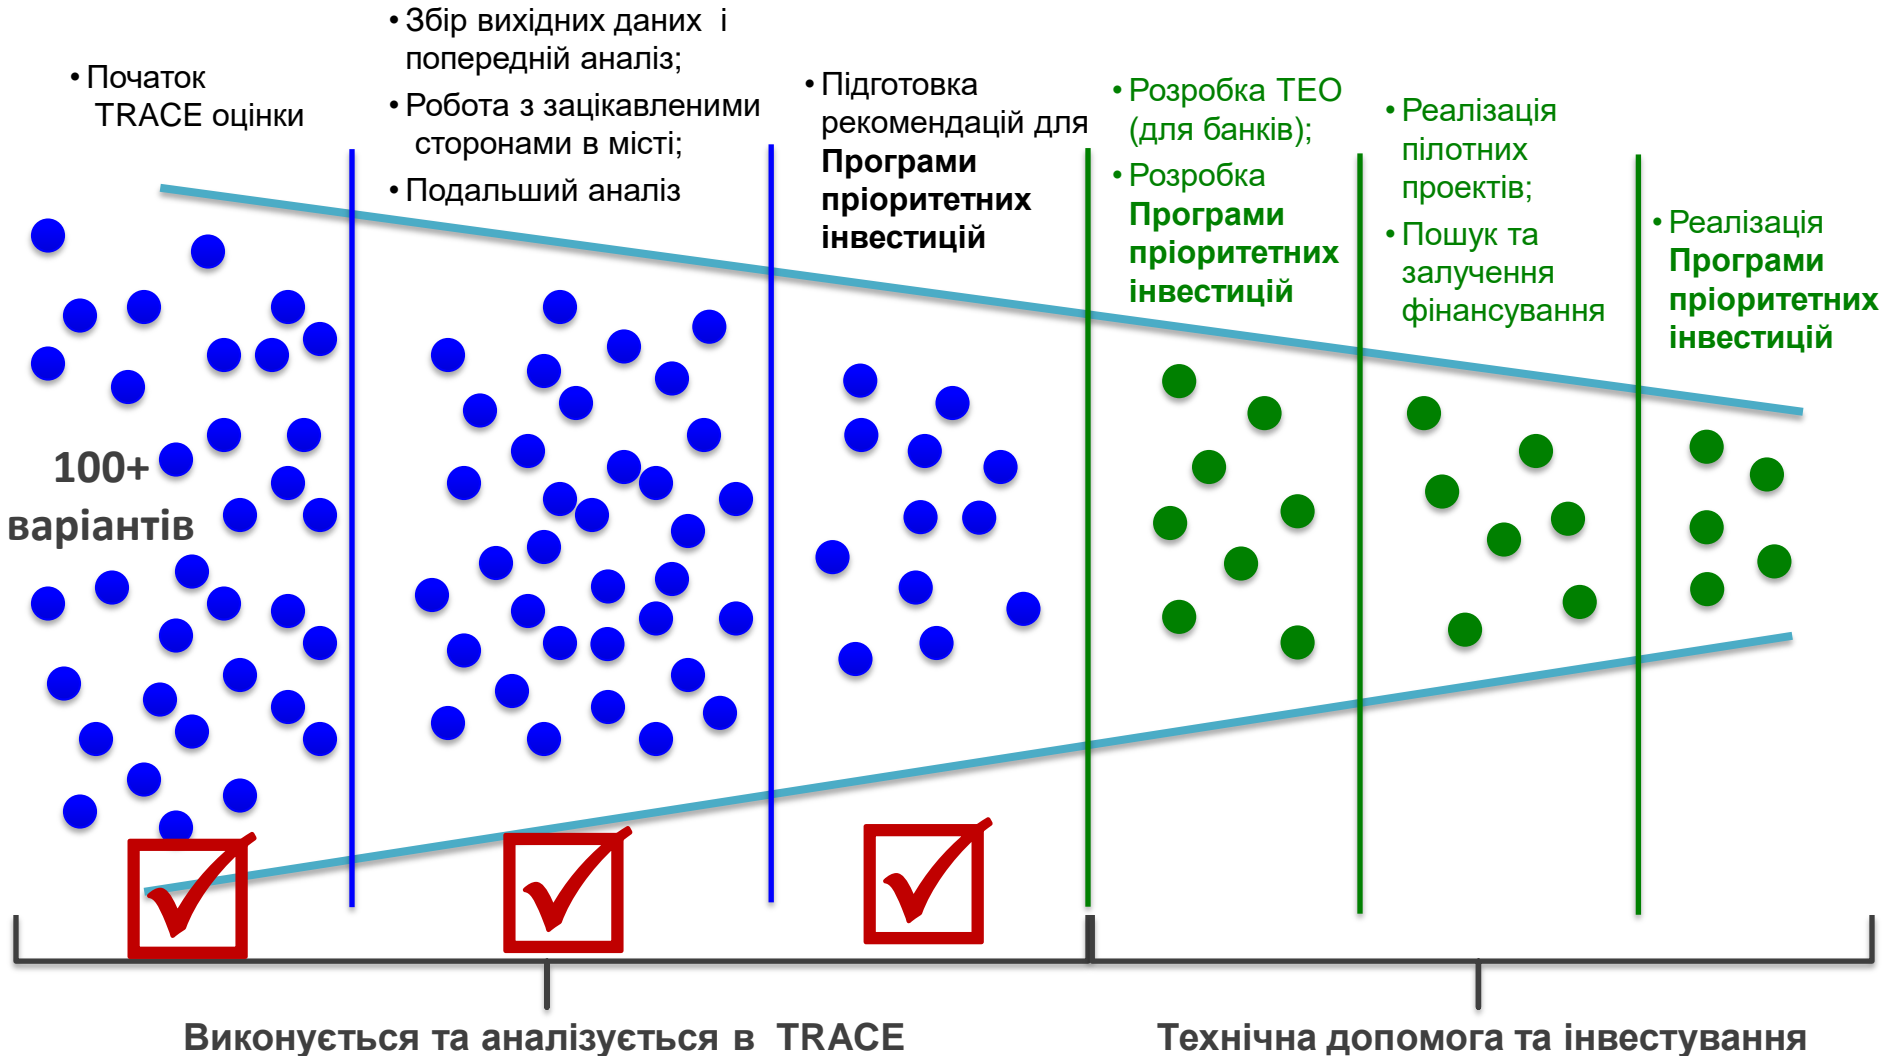 • Початок
TRACE оцінки
• Збір вихідних даних і
попередній аналіз;
• Робота з зацікавленими
сторонами в місті;
• Подальший аналіз
• Підготовка
рекомендацій для
Програми
пріоритетних
інвестицій
• Розробка ТЕО
(для банків);
• Розробка
Програми
пріоритетних
інвестицій
• Реалізація
пілотних
проектів;
• Пошук та
залучення
фінансування
• Реалізація
Програми
пріоритетних
інвестицій
100+
варіантів
Виконується та аналізується в TRACE
Технічна допомога та інвестування